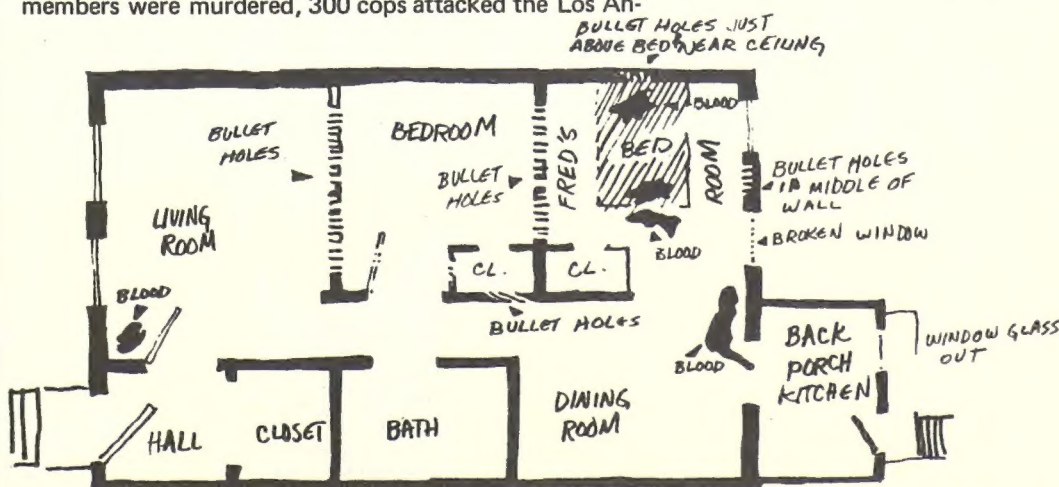 members were murdered, 300 cops attacked the Los An-
BULLET HOLES JUST
ABOVE BED NEAR CEILING
BLOOD
BULLET
HOLES
BEDROOM
BULLET
HOLES
FRED'S
BED
ROOM
BULLET HOLES
IN MIDDLE OF
WALL
LIVING
ROOM
BROKEN WINDOW
BLOOD
CL.
CL.
BLOOD
BULLET HOLES
BLOOD
BACK
PORCH
KITCHEN
WINDOW GLASS
OUT
DINING
ROOM
HALL
CLOSET
BATH